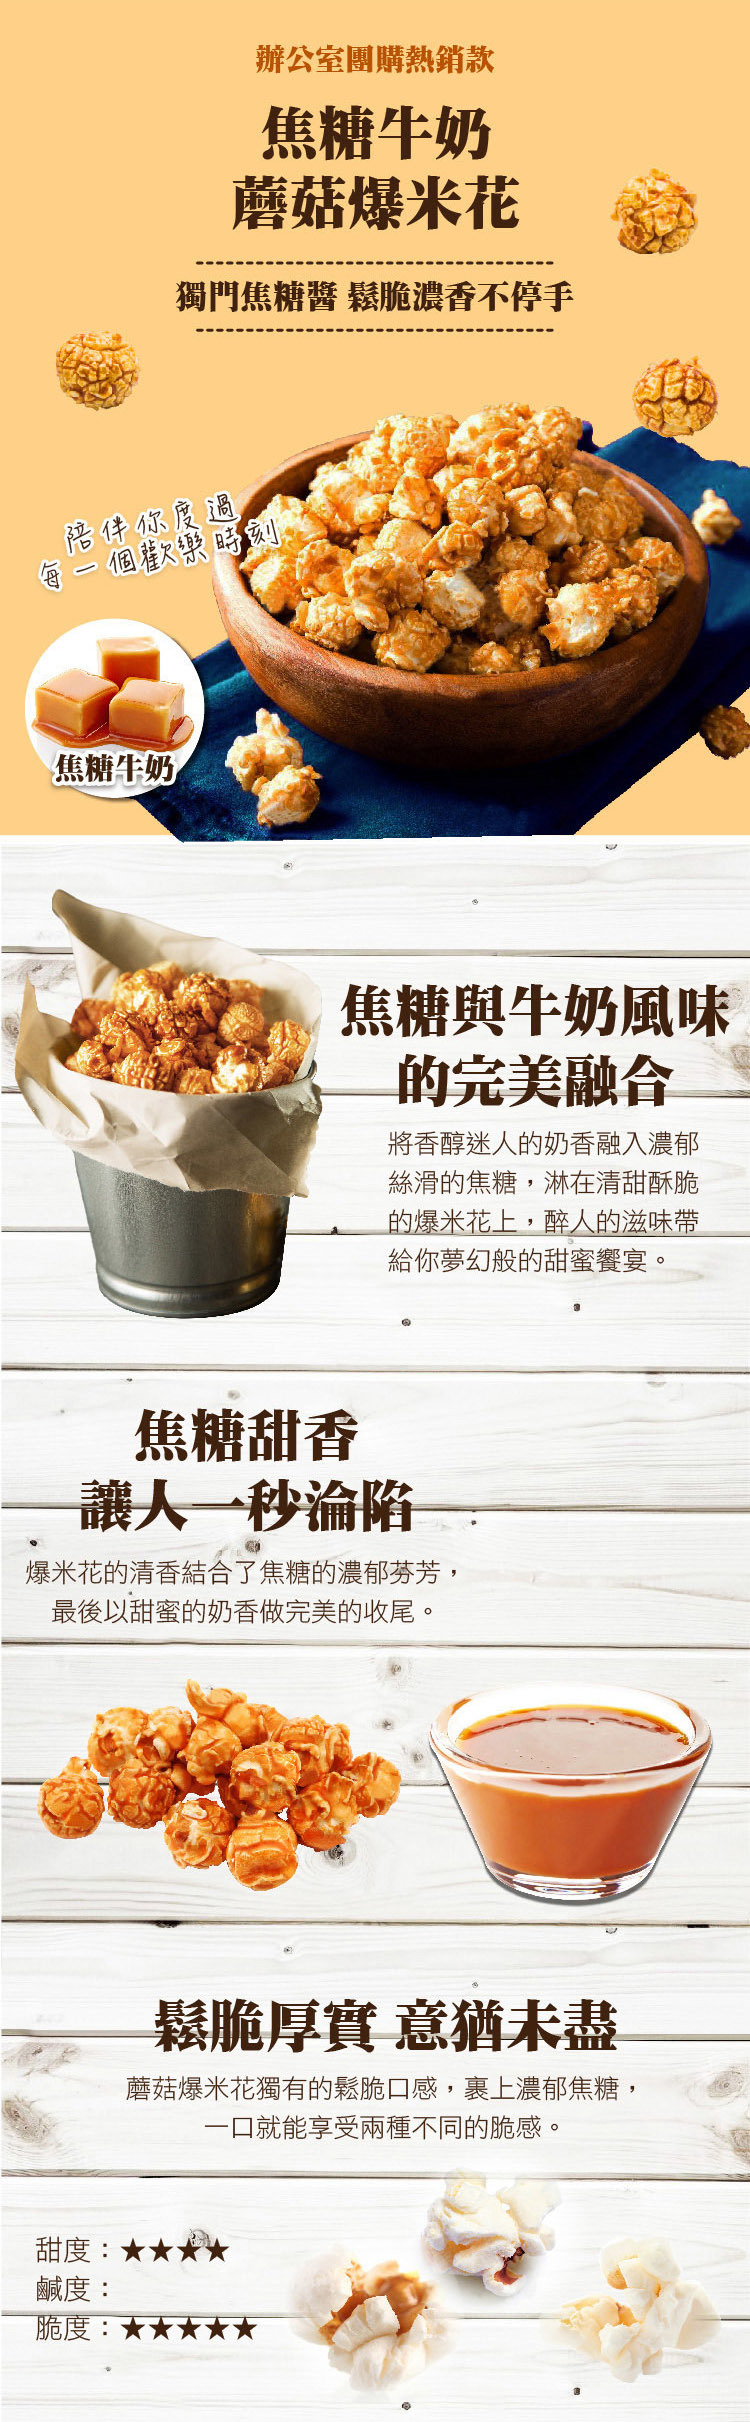 辦公室團購熱銷款
焦糖牛奶
蘑菇爆米花
獨門焦糖醬 鬆脆濃香不停手
陪伴你度過
每一個歡樂時刻
焦糖牛奶
焦糖與牛奶風味
的完美融合
將香醇迷人的奶香融入濃郁
絲滑的焦糖，淋在清甜酥脆
的爆米花上，醉人的滋味帶
給你夢幻般的甜蜜饗宴。
焦糖甜香
讓人一秒淪陷
爆米花的清香結合了焦糖的濃郁芬芳，
最後以甜蜜的奶香做完美的收尾。
鬆脆厚實 意猶未盡
蘑菇爆米花獨有的鬆脆口感，裹上濃郁焦糖，
一口就能享受兩種不同的脆感。
甜度：★★★★
鹹度：
脆度：★★★★★